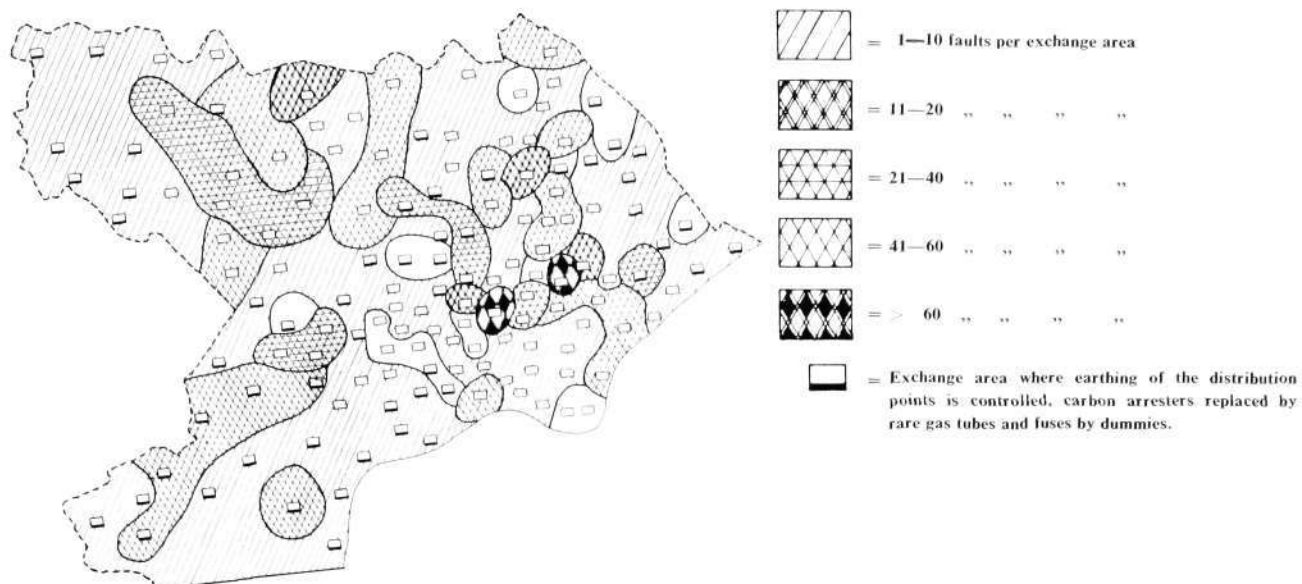 = 1—10 faults per exchange area
= 11—20 ,, ,, ,, ,,
= 21—40 ,, ,, ,, ,,
= 41—60 ,, ,, ,, ,,
= > 60 ,, ,, ,, ,,
= Exchange area where earthing of the distribution
points is controlled, carbon arresters replaced by
rare gas tubes and fuses by dummies.